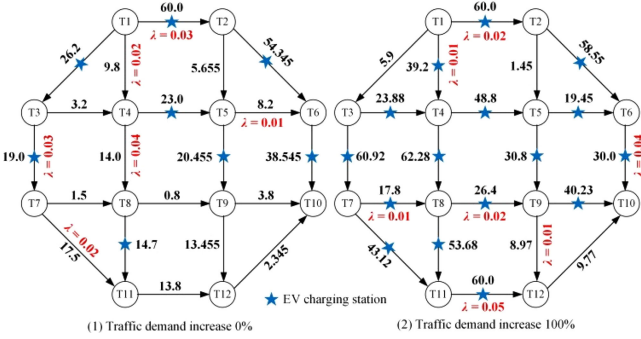 60.0
T1
T2
λ = 0.03
26.2
9.8
λ = 0.02
5.655
54.345
T3
3.2
T4
23.0
T5
8.2
T6
λ = 0.01
19.0
λ = 0.03
14.0
λ = 0.04
20.455
38.545
T7
1.5
T8
0.8
T9
3.8
T10
λ = 0.02
17.5
14.7
13.455
2.345
T11
13.8
T12
(1) Traffic demand increase 0%
EV charging station
60.0
T1
T2
λ = 0.02
5.9
39.2
λ = 0.01
1.45
58.55
T3
23.88
T4
48.8
T5
19.45
T6
60.92
62.28
30.8
30.0
λ = 0.04
T7
17.8
T8
26.4
T9
40.23
T10
λ = 0.01
λ = 0.02
43.12
53.68
8.97
λ = 0.01
9.77
60.0
T11
T12
λ = 0.05
(2) Traffic demand increase 100%